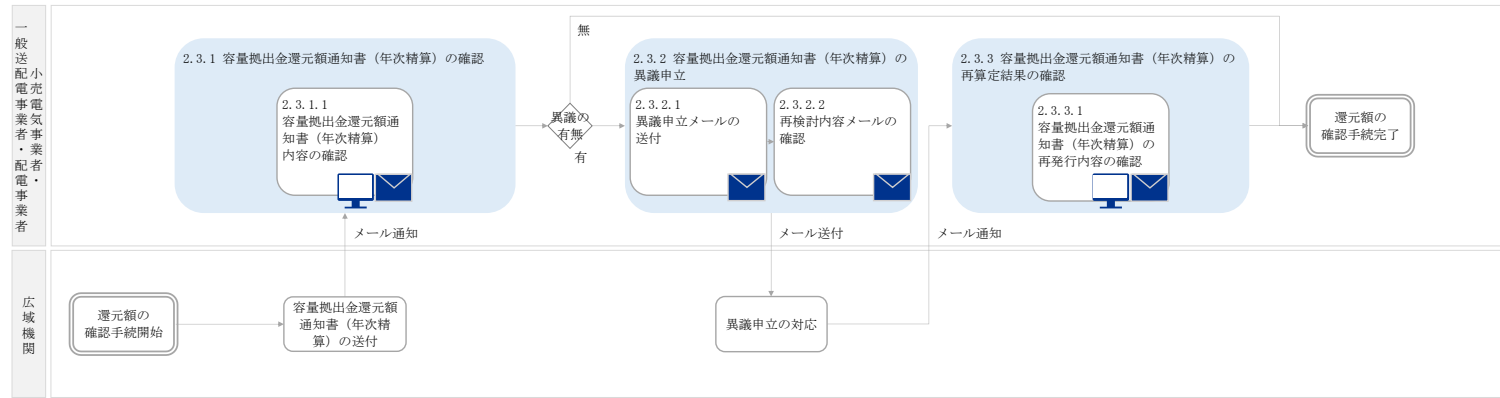 一般送配電事業者・配電事業者
小売電気事業者・
2.3.1 容量拠出金還元額通知書（年次精算）の確認
2.3.1.1
容量拠出金還元額通
知書（年次精算）
内容の確認
異議の
有無
無
有
2.3.2 容量拠出金還元額通知書（年次精算）の
異議申立
2.3.2.1
異議申立メールの
送付
2.3.2.2
再検討内容メールの
確認
2.3.3 容量拠出金還元額通知書（年次精算）の
再算定結果の確認
2.3.3.1
容量拠出金還元額通
知書（年次精算）の
再発行内容の確認
還元額の
確認手続完了
メール通知
メール送付
メール通知
広域機関
還元額の
確認手続開始
容量拠出金還元額
通知書（年次精
算）の送付
異議申立の対応